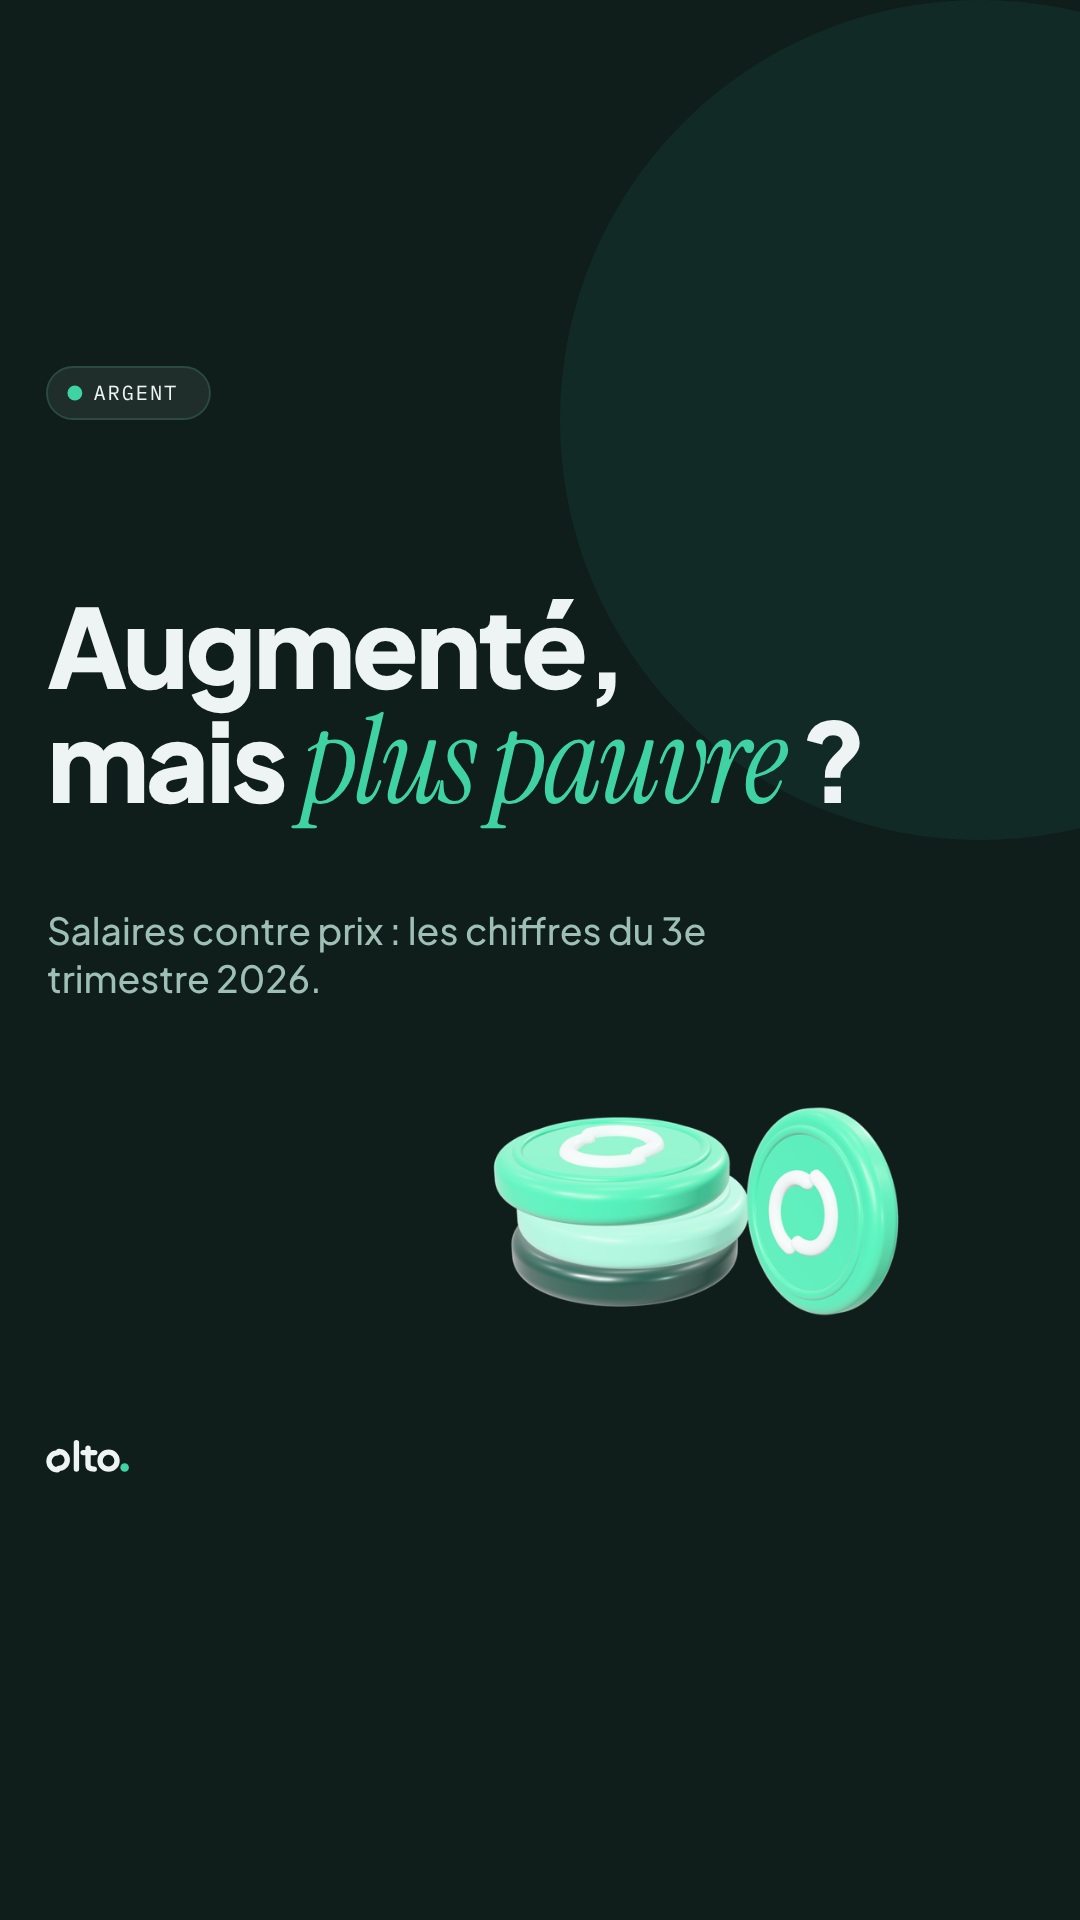 ARGENT
Augmenté,
mais plus pauvre ?
Salaires contre prix : les chiffres du 3e
trimestre 2026.
olto.